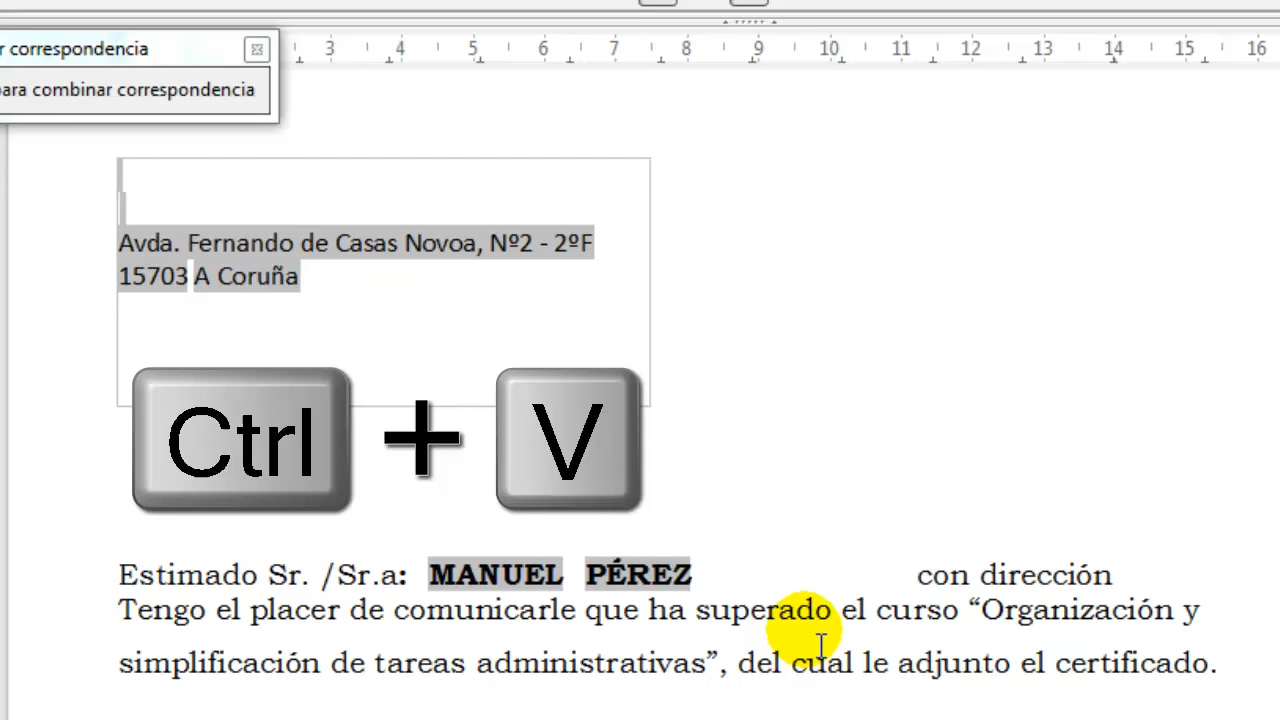 r correspondencia
3 4 5 6 7 8 9 10 11 12 13 14 15 16
para combinar correspondencia
Avda. Fernando de Casas Novoa, Nº2 - 2ºF
15703 A Coruña
Ctrl + V
Estimado Sr. /Sr.a: MANUEL PÉREZ con dirección
Tengo el placer de comunicarle que ha superado el curso “Organización y
simplificación de tareas administrativas”, del cual le adjunto el certificado.